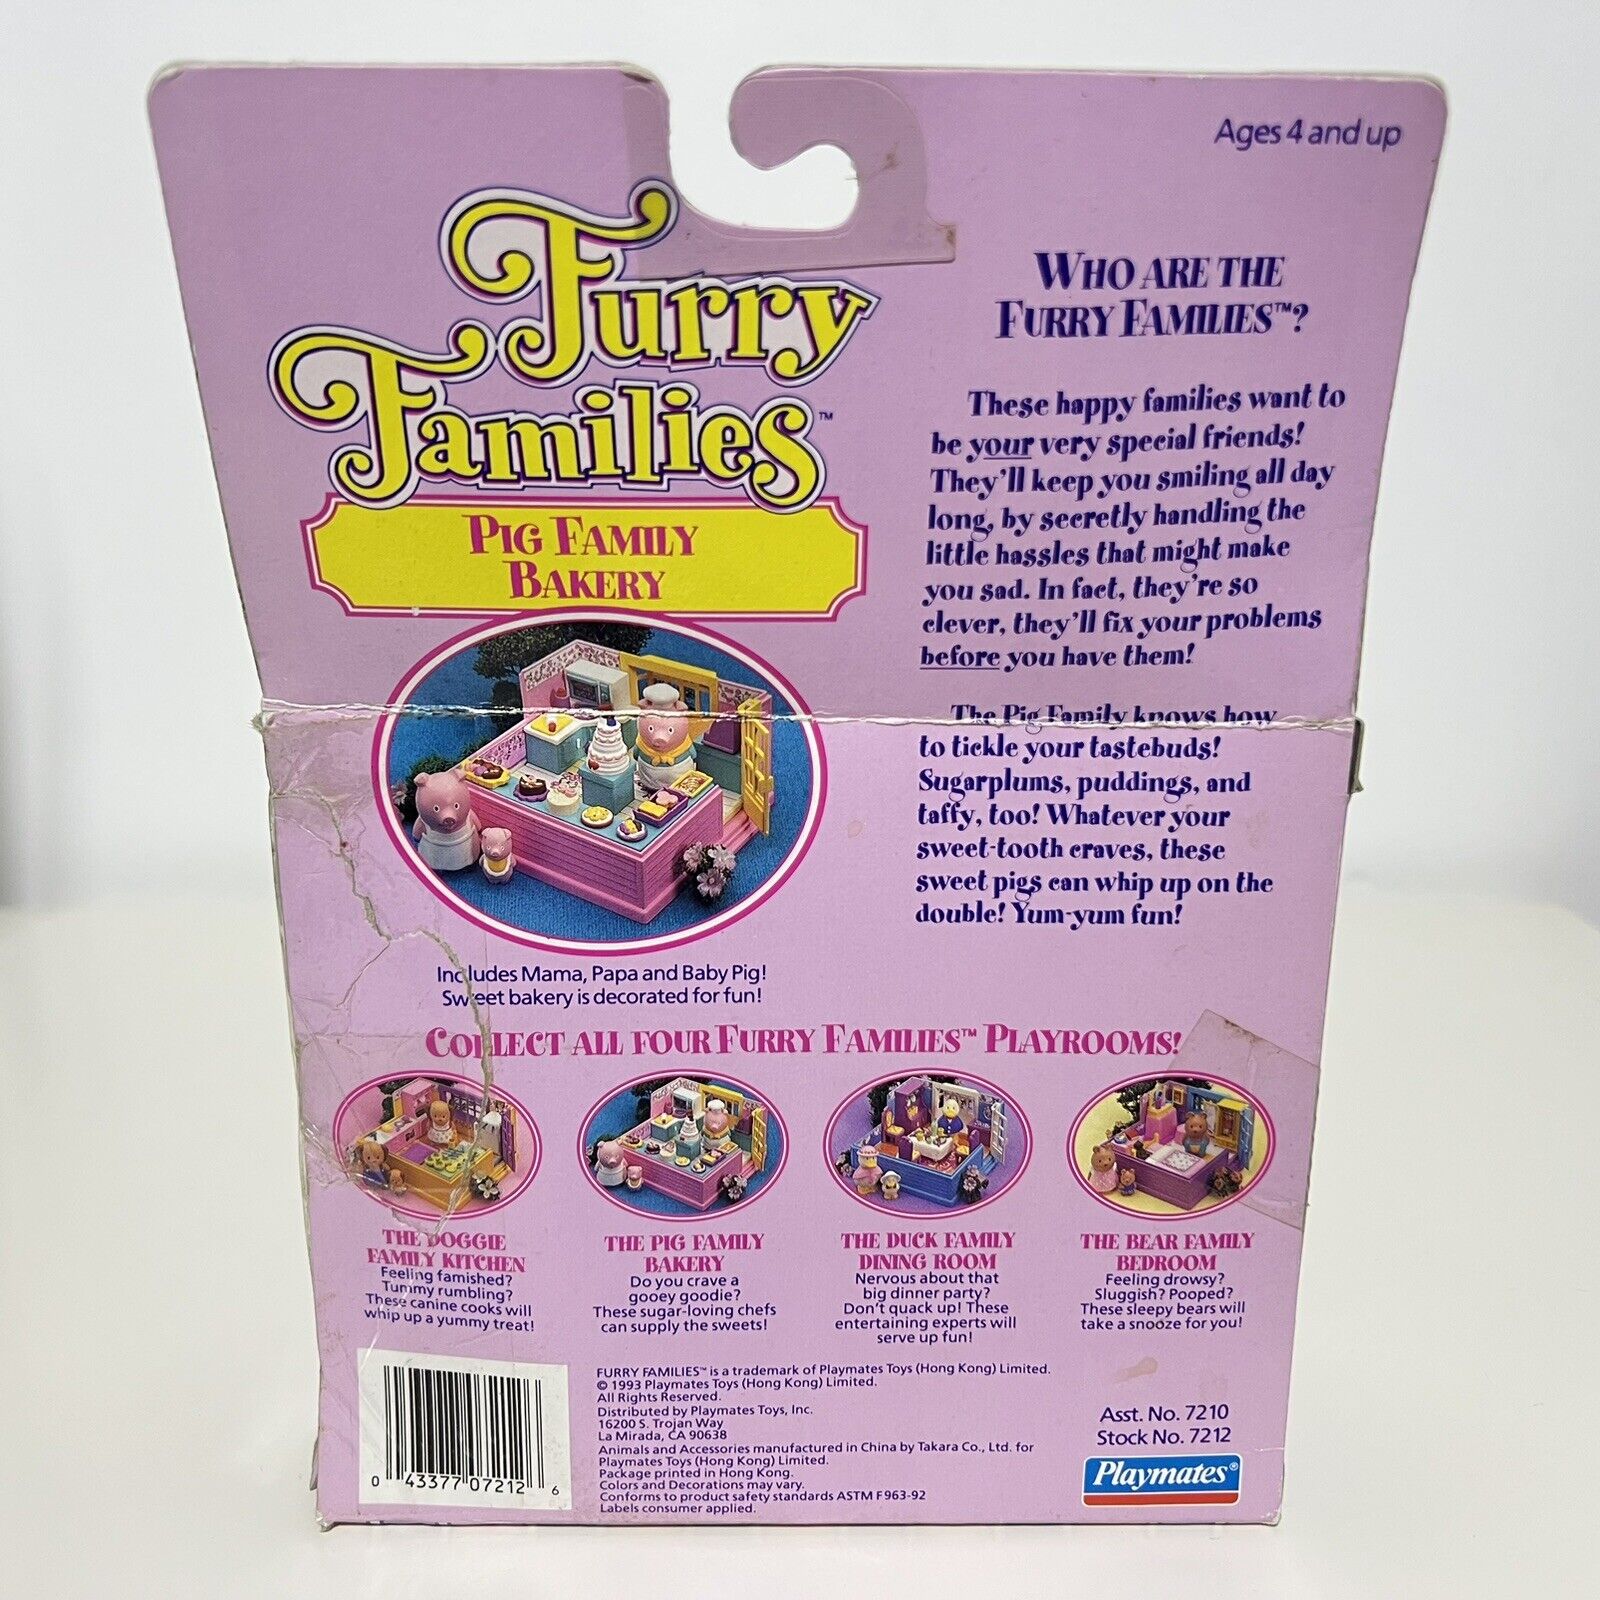 Ages 4 and up
Furry
Families™
PIG FAMILY
BAKERY
Includes Mama, Papa and Baby Pig!
Sweet bakery is decorated for fun!
WHO ARE THE
FURRY FAMILIES™?
These happy families want to
be your very special friends!
They'll keep you smiling all day
long, by secretly handling the
little hassles that might make
you sad. In fact, they're so
clever, they'll fix your problems
before you have them!
The Pig Family knows how
to tickle your tastebuds!
Sugarplums, puddings, and
taffy, too! Whatever your
sweet-tooth craves, these
sweet pigs can whip up on the
double! Yum-yum fun!
COLLECT ALL FOUR FURRY FAMILIES™ PLAYROOMS!
THE DOGGIE
FAMILY KITCHEN
Feeling famished?
Tummy rumbling?
These canine cooks will
whip up a yummy treat!
THE PIG FAMILY
BAKERY
Do you crave a
gooey goodie?
These sugar-loving chefs
can supply the sweets!
THE DUCK FAMILY
DINING ROOM
Nervous about that
big dinner party?
Don't quack up! These
entertaining experts will
serve up fun!
THE BEAR FAMILY
BEDROOM
Feeling drowsy?
Sluggish? Pooped?
These sleepy bears will
take a snooze for you!
0 43377 07212 6
FURRY FAMILIES™ is a trademark of Playmates Toys (Hong Kong) Limited.
© 1993 Playmates Toys (Hong Kong) Limited.
All Rights Reserved.
Distributed by Playmates Toys, Inc.
16200 S. Trojan Way
La Mirada, CA 90638
Animals and Accessories manufactured in China by Takara Co., Ltd. for
Playmates Toys (Hong Kong) Limited.
Package printed in Hong Kong.
Colors and Decorations may vary.
Conforms to product safety standards ASTM F963-92
Labels consumer applied.
Asst. No. 7210
Stock No. 7212
Playmates®